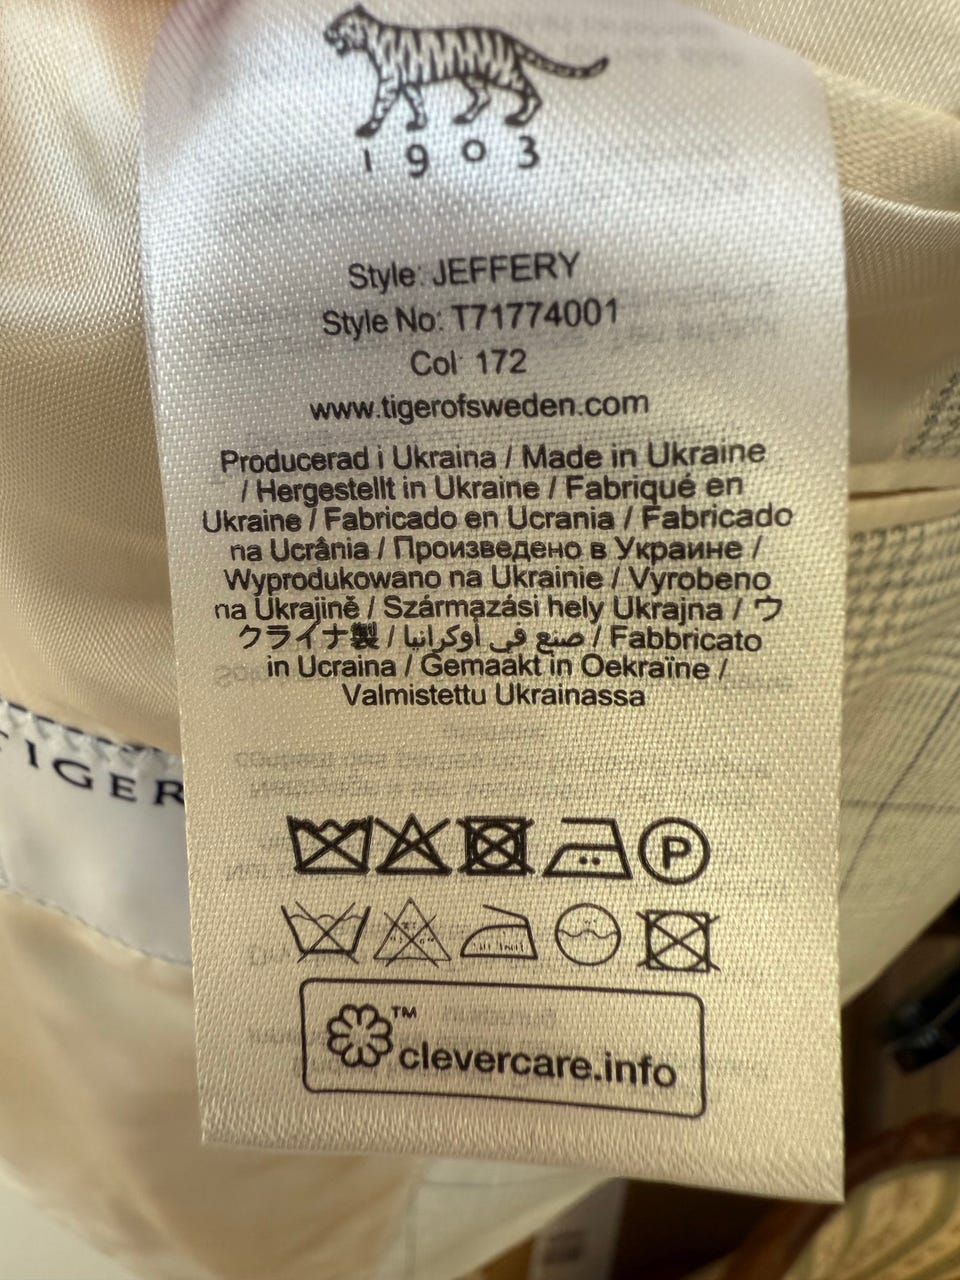 1903
Style: JEFFERY
Style No: T71774001
Col 172
www.tigerofsweden.com
Producerad i Ukraina / Made in Ukraine
/ Hergestellt in Ukraine / Fabriqué en
Ukraine / Fabricado en Ucrania / Fabricado
na Ucrânia / Произведено в Украине /
Wyprodukowano na Ukrainie / Vyrobeno
na Ukrajině / Szármązási hely Ukrajna / ウ
クライナ製 / صنع في أوكرانيا / Fabbricato
in Ucraina / Gemaakt in Oekraïne /
Valmistettu Ukrainassa
TIGER
P
™
clevercare.info